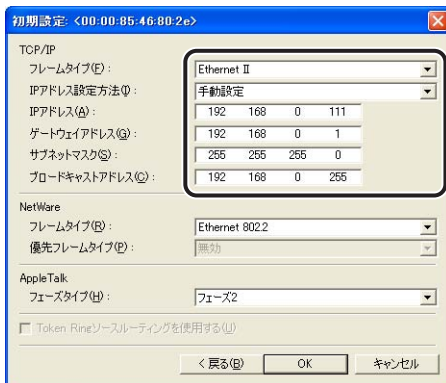 初期設定: <00:00:85:46:80:2e>
TCP/IP
フレームタイプ(F): Ethernet II
IPアドレス設定方法(I): 手動設定
IPアドレス(A): 192 168 0 111
ゲートウェイアドレス(G): 192 168 0 1
サブネットマスク(S): 255 255 255 0
ブロードキャストアドレス(C): 192 168 0 255
NetWare
フレームタイプ(R): Ethernet 802.2
優先フレームタイプ(P): 無効
AppleTalk
フェーズタイプ(H): フェーズ2
Token Ringソースルーティングを使用する(U)
< 戻る(B) OK キャンセル